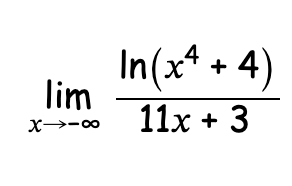 lim x→-∞ ln(x⁴ + 4) / 11x + 3